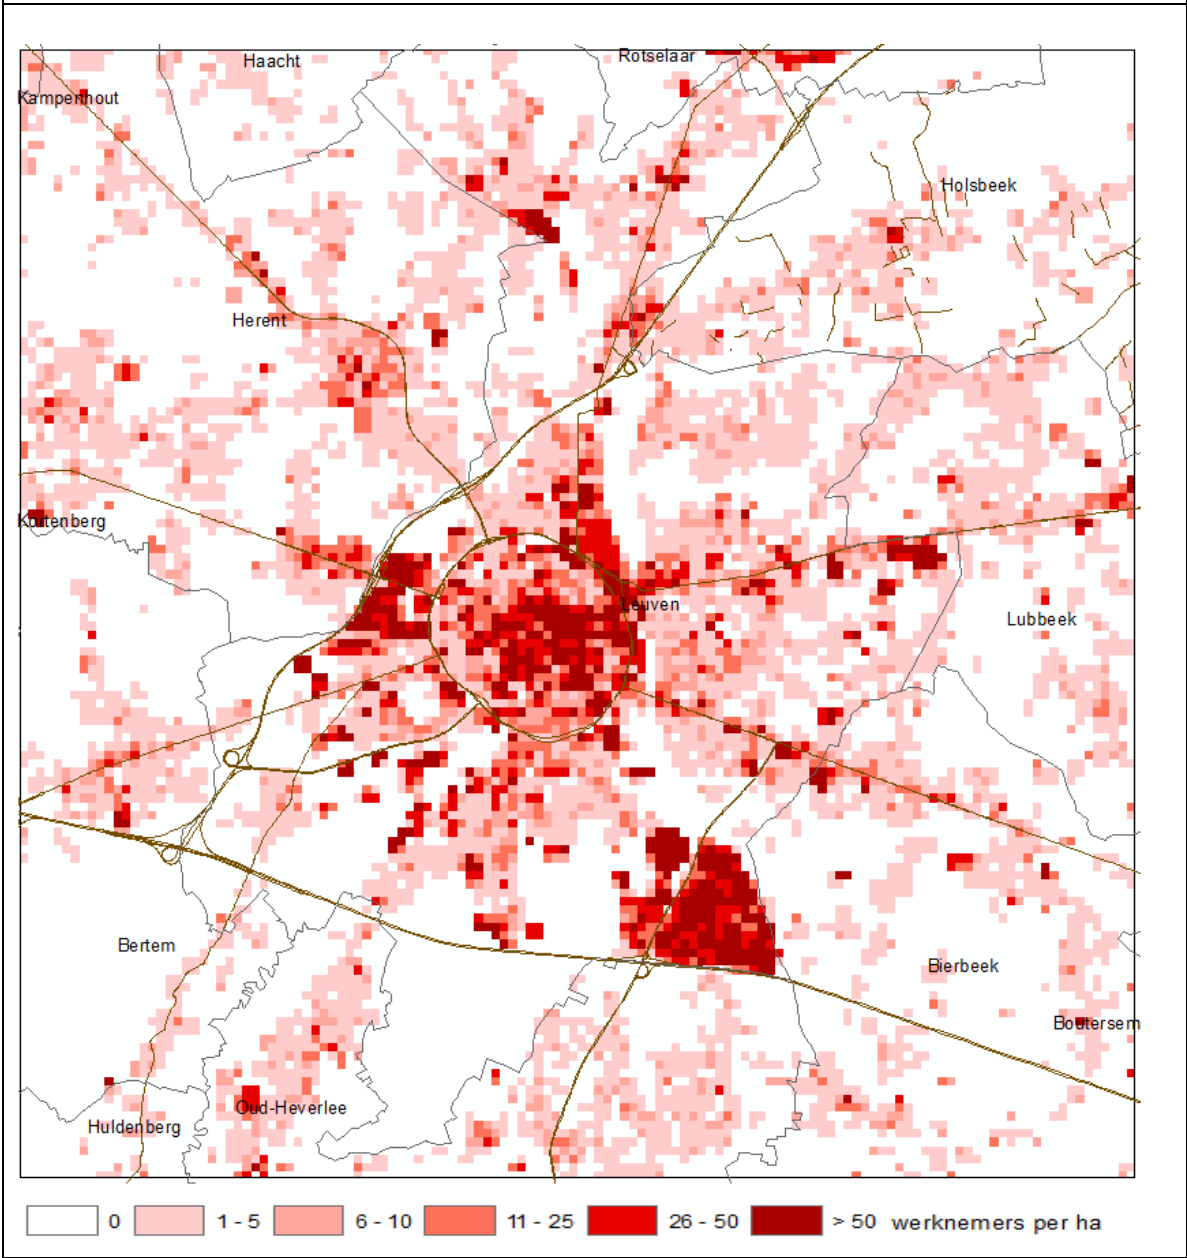 Haacht
Rotselaar
Kampenhout
Holsbeek
Herent
Kortenberg
Leuven
Lubbeek
Bertem
Bierbeek
Boutersem
Oud-Heverlee
Huldenberg
0 1 - 5 6 - 10 11 - 25 26 - 50 > 50 werknemers per ha